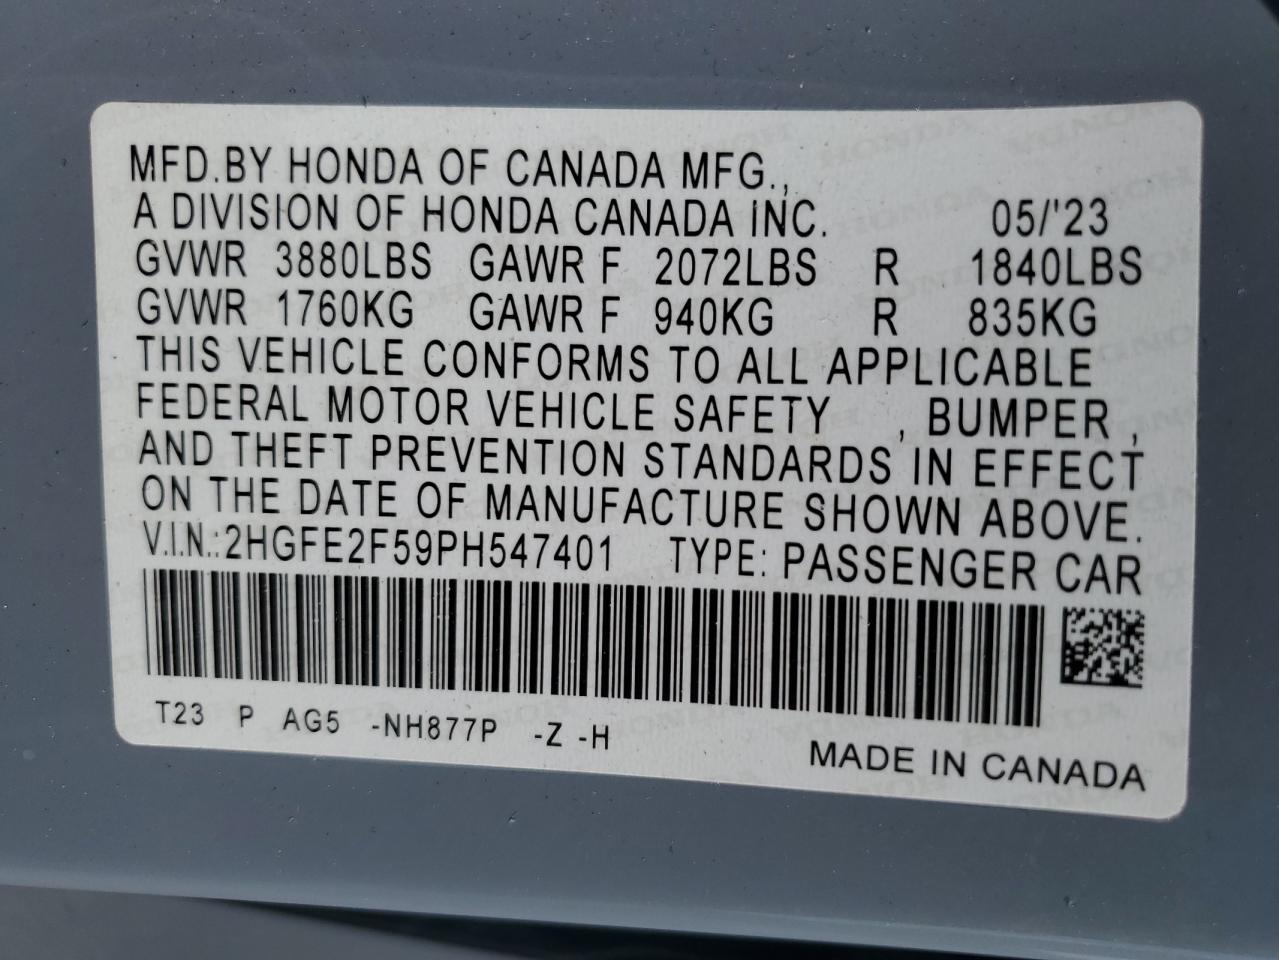 MFD.BY HONDA OF CANADA MFG.,
A DIVISION OF HONDA CANADA INC. 05/'23
GVWR 3880LBS GAWR F 2072LBS R 1840LBS
GVWR 1760KG GAWR F 940KG R 835KG
THIS VEHICLE CONFORMS TO ALL APPLICABLE
FEDERAL MOTOR VEHICLE SAFETY , BUMPER ,
AND THEFT PREVENTION STANDARDS IN EFFECT
ON THE DATE OF MANUFACTURE SHOWN ABOVE.
V.I.N.:2HGFE2F59PH547401 TYPE: PASSENGER CAR
T23 P AG5 -NH877P -Z -H
MADE IN CANADA